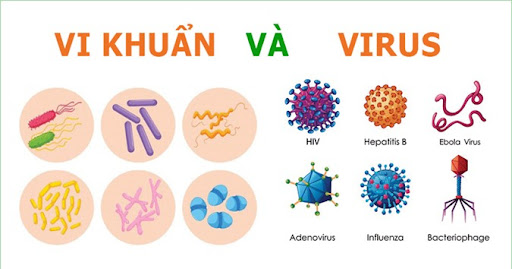 VI KHUẨN VÀ VIRUS
HIV
Hepatitis B
Ebola Virus
Adenovirus
Influenza
Bacteriophage